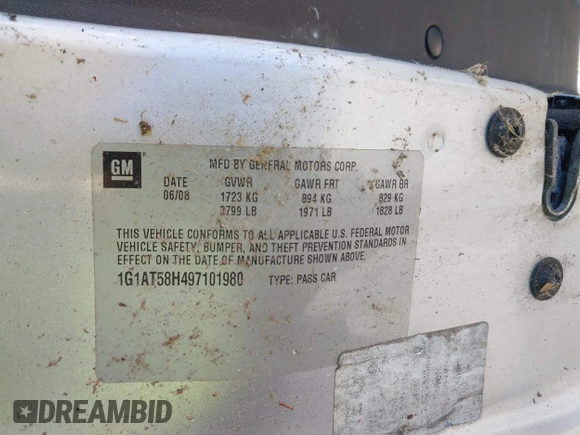 GM
MFD BY GENERAL MOTORS CORP.
DATE GVWR GAWR FRT GAWR RR
06/08 1723 KG 894 KG 829 KG
3799 LB 1971 LB 1828 LB
THIS VEHICLE CONFORMS TO ALL APPLICABLE U.S. FEDERAL MOTOR
VEHICLE SAFETY, BUMPER, AND THEFT PREVENTION STANDARDS IN
EFFECT ON THE DATE OF MANUFACTURE SHOWN ABOVE.
1G1AT58H497101980 TYPE: PASS CAR
DREAMBID